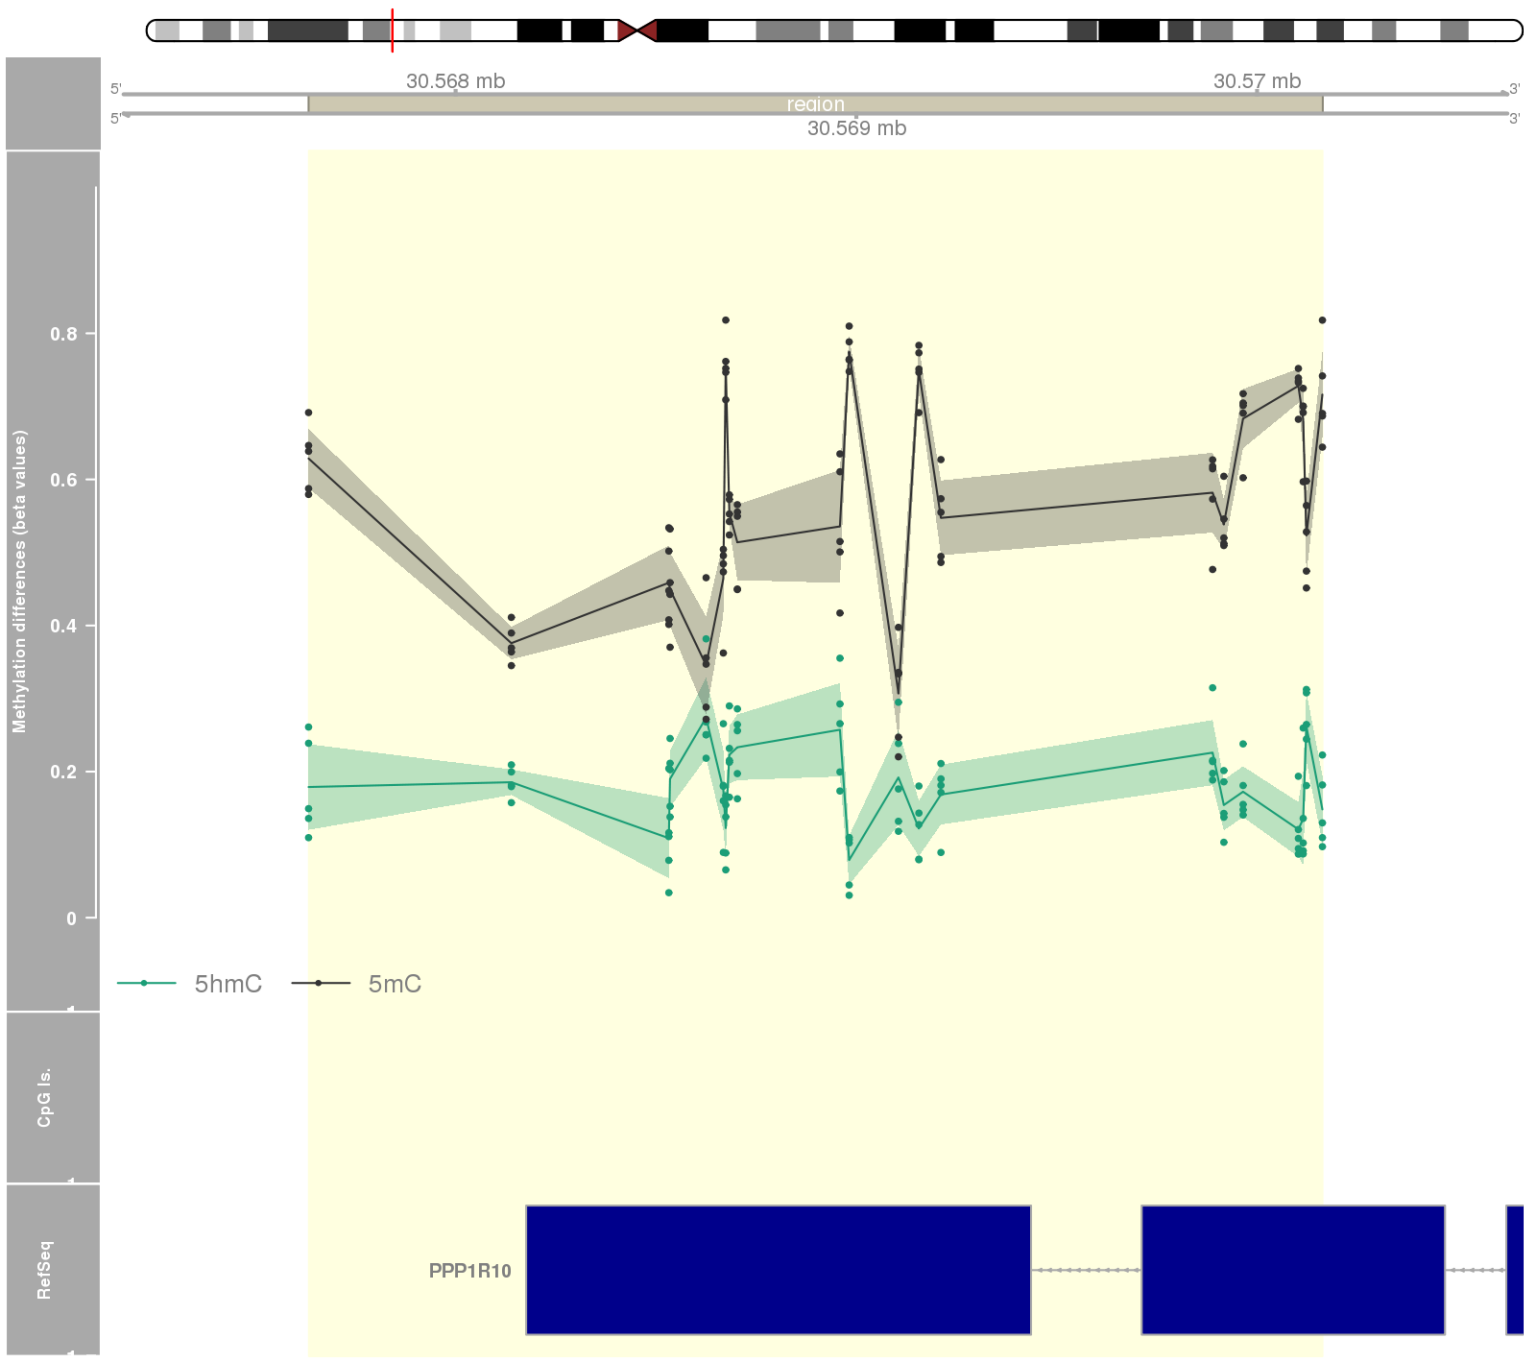 30.568 mb
30.57 mb
5'
3'
region
5'
3'
30.569 mb
Methylation differences (beta values)
0.8
0.6
0.4
0.2
0
5hmC
5mC
CpG Is.
RefSeq
PPP1R10